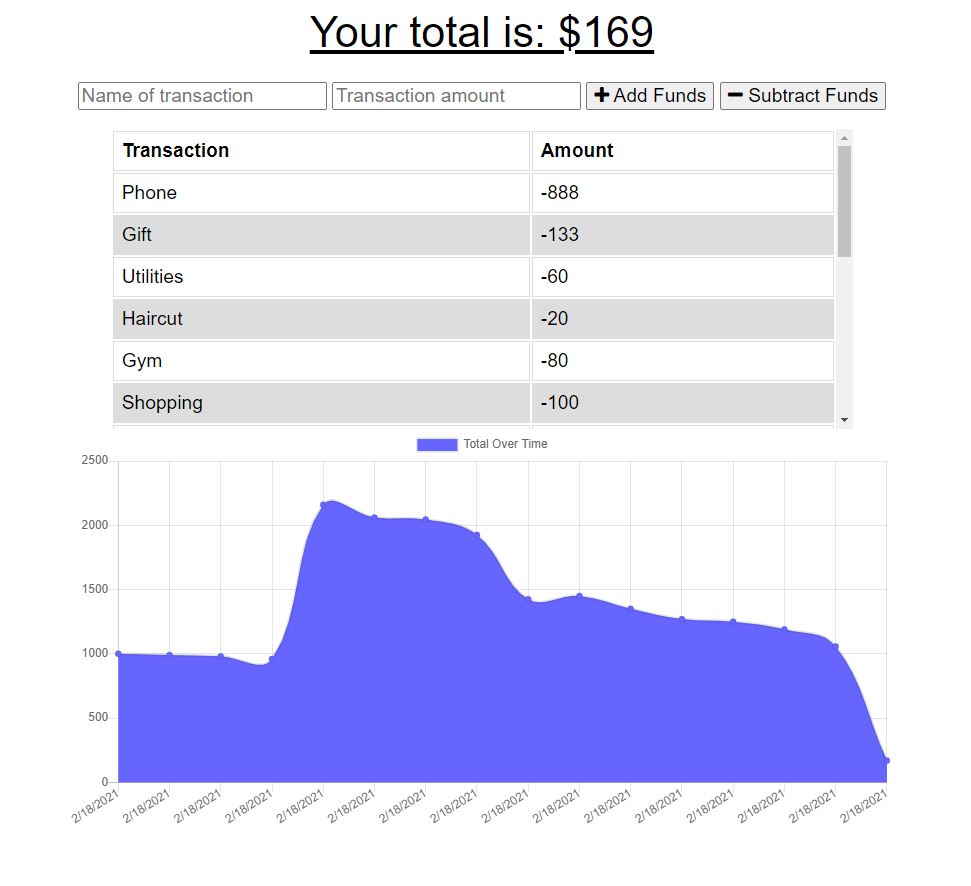 Your total is: $169
Name of transaction Transaction amount + Add Funds − Subtract Funds
Transaction Amount
Phone -888
Gift -133
Utilities -60
Haircut -20
Gym -80
Shopping -100
Total Over Time
2500
2000
1500
1000
500
0
2/18/2021 2/18/2021 2/18/2021 2/18/2021 2/18/2021 2/18/2021 2/18/2021 2/18/2021 2/18/2021 2/18/2021 2/18/2021 2/18/2021 2/18/2021 2/18/2021 2/18/2021 2/18/2021